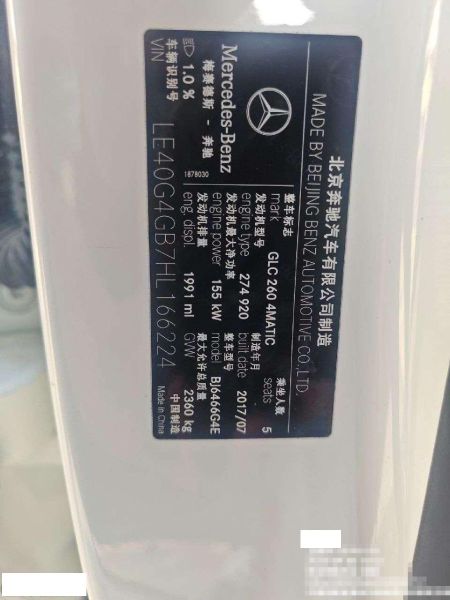 北京奔驰汽车有限公司制造
MADE BY BEIJING BENZ AUTOMOTIVE CO.,LTD.
Mercedes-Benz
梅赛德斯 - 奔驰
1878030
整车标志 GLC 260 4MATIC 乘坐人数 5
mark seats
发动机型号 274 920 制造年月 2017/07
engine type built date
发动机最大净功率 155 kW 整车型号 BJ6466G4E
engine power model
发动机排量 1991 ml 最大允许总质量 2360 kg
eng. displ. GVW
1.0 %
车辆识别号 LE40G4GB7HL166224 中国制造
VIN Made in China